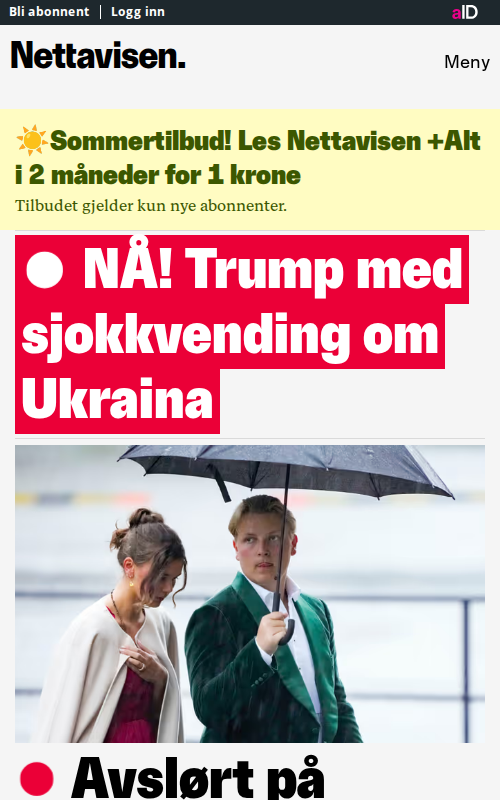 Bli abonnent
Logg inn
aID
Nettavisen.
Meny
Sommertilbud! Les Nettavisen +Alt
i 2 måneder for 1 krone
Tilbudet gjelder kun nye abonnenter.
NÅ! Trump med
sjokkvending om
Ukraina
Avslørt på